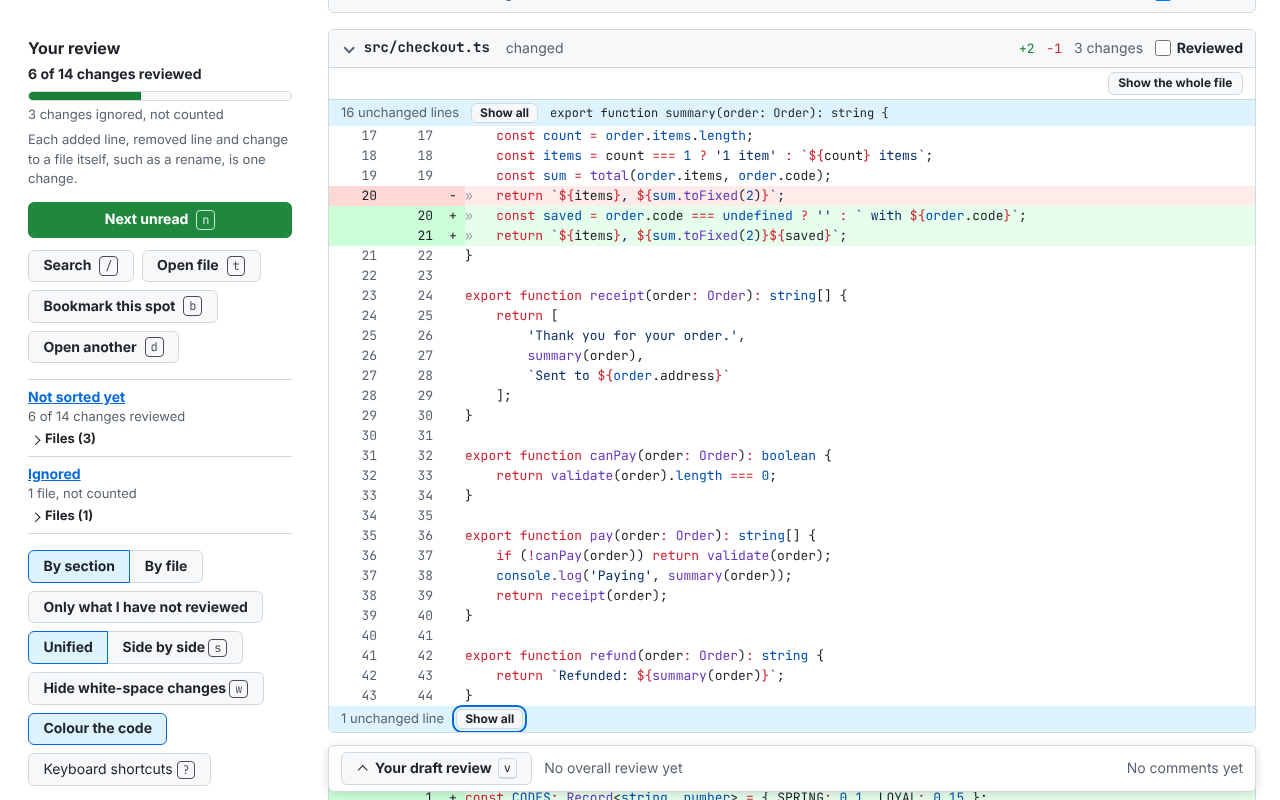 Your review
6 of 14 changes reviewed
3 changes ignored, not counted
Each added line, removed line and change
to a file itself, such as a rename, is one
change.
Next unread n
Search /
Open file t
Bookmark this spot b
Open another d
Not sorted yet
6 of 14 changes reviewed
Files (3)
Ignored
1 file, not counted
Files (1)
By section
By file
Only what I have not reviewed
Unified
Side by side s
Hide white-space changes w
Colour the code
Keyboard shortcuts ?
src/checkout.ts changed +2 -1 3 changes Reviewed
Show the whole file
16 unchanged lines Show all export function summary(order: Order): string {
17 17 const count = order.items.length;
18 18 const items = count === 1 ? '1 item' : `${count} items`;
19 19 const sum = total(order.items, order.code);
20 - » return `${items}, ${sum.toFixed(2)}`;
20 + » const saved = order.code === undefined ? '' : ` with ${order.code}`;
21 + » return `${items}, ${sum.toFixed(2)}${saved}`;
21 22 }
22 23
23 24 export function receipt(order: Order): string[] {
24 25 return [
25 26 'Thank you for your order.',
26 27 summary(order),
27 28 `Sent to ${order.address}`
28 29 ];
29 30 }
30 31
31 32 export function canPay(order: Order): boolean {
32 33 return validate(order).length === 0;
33 34 }
34 35
35 36 export function pay(order: Order): string[] {
36 37 if (!canPay(order)) return validate(order);
37 38 console.log('Paying', summary(order));
38 39 return receipt(order);
39 40 }
40 41
41 42 export function refund(order: Order): string {
42 43 return `Refunded: ${summary(order)}`;
43 44 }
1 unchanged line Show all
Your draft review v No overall review yet No comments yet
1 + const CODES: Record<string, number> = { SPRING: 0.1, LOYAL: 0.15 };